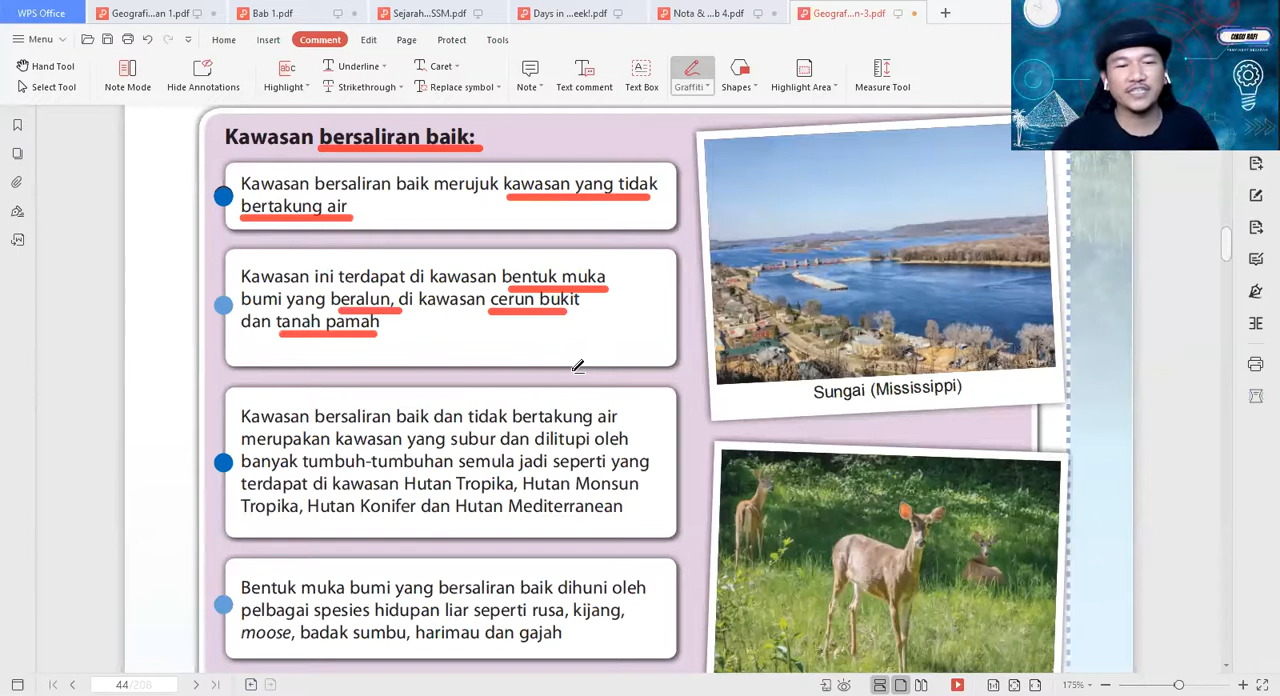 WPS Office
Geografi...an 1.pdf
Bab 1.pdf
Sejarah...SSM.pdf
Days in ...eek!.pdf
Nota & ...b 4.pdf
Geograf...n-3.pdf
Menu
Home
Insert
Comment
Edit
Page
Protect
Tools
Hand Tool
Select Tool
Note Mode
Hide Annotations
Highlight
Underline
Strikethrough
Caret
Replace symbol
Note
Text comment
Text Box
Graffiti
Shapes
Highlight Area
Measure Tool
CIKGU RAFI
Kawasan bersaliran baik:
Kawasan bersaliran baik merujuk kawasan yang tidak
bertakung air
Kawasan ini terdapat di kawasan bentuk muka
bumi yang beralun, di kawasan cerun bukit
dan tanah pamah
Kawasan bersaliran baik dan tidak bertakung air
merupakan kawasan yang subur dan dilitupi oleh
banyak tumbuh-tumbuhan semula jadi seperti yang
terdapat di kawasan Hutan Tropika, Hutan Monsun
Tropika, Hutan Konifer dan Hutan Mediterranean
Bentuk muka bumi yang bersaliran baik dihuni oleh
pelbagai spesies hidupan liar seperti rusa, kijang,
moose, badak sumbu, harimau dan gajah
Sungai (Mississippi)
44/208
175%